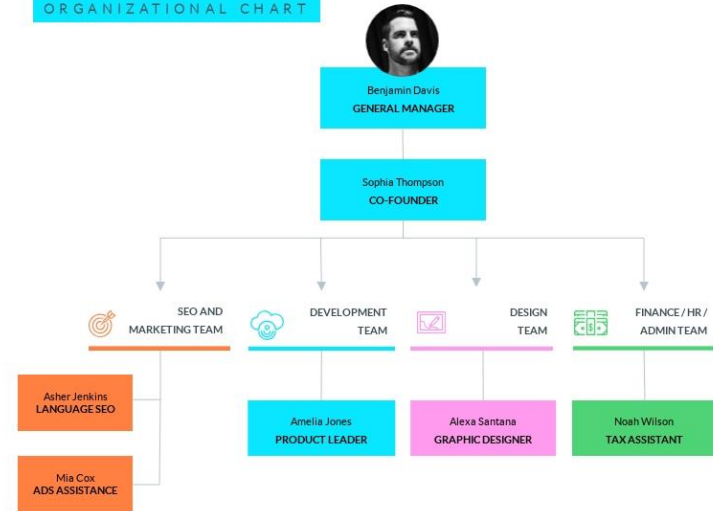 ORGANIZATIONAL CHART
Benjamin Davis
GENERAL MANAGER
Sophia Thompson
CO-FOUNDER
SEO AND
MARKETING TEAM
DEVELOPMENT
TEAM
DESIGN
TEAM
FINANCE / HR /
ADMIN TEAM
Asher Jenkins
LANGUAGE SEO
Mia Cox
ADS ASSISTANCE
Amelia Jones
PRODUCT LEADER
Alexa Santana
GRAPHIC DESIGNER
Noah Wilson
TAX ASSISTANT